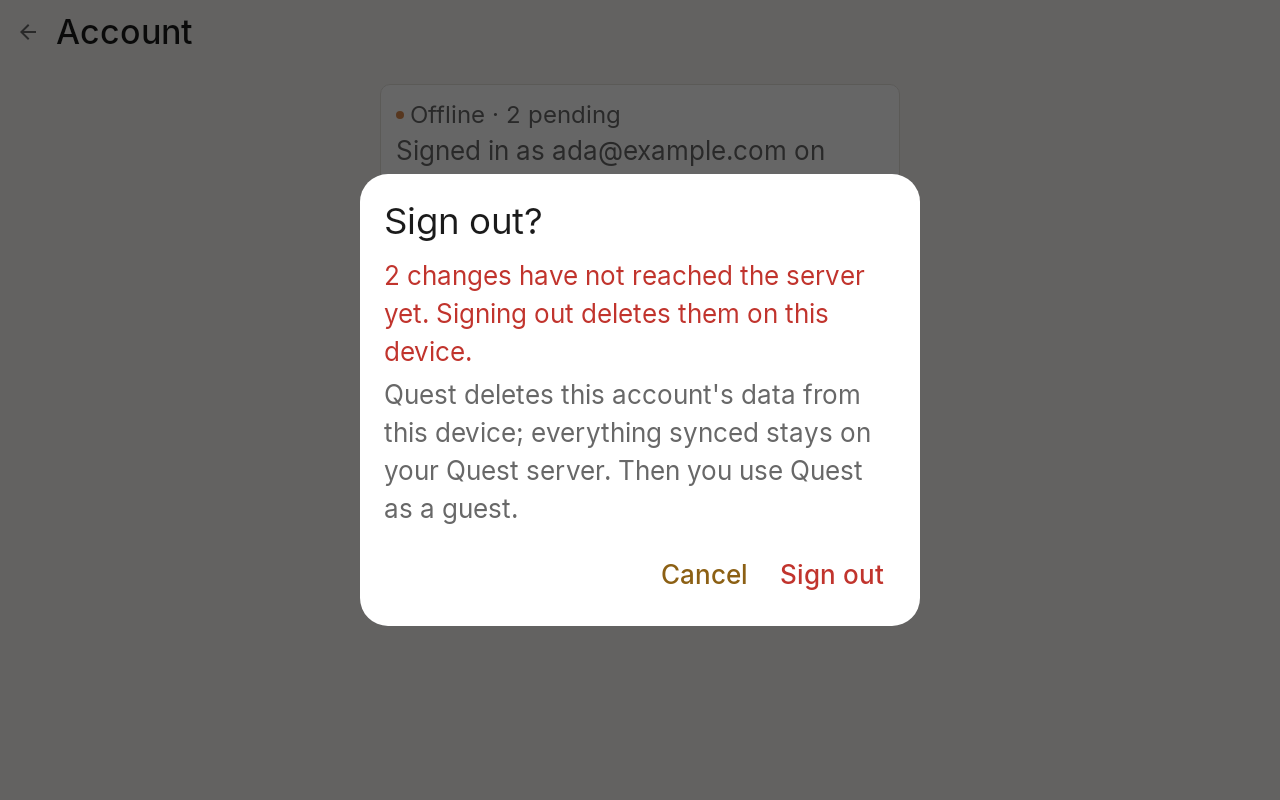 Account
Offline · 2 pending
Signed in as ada@example.com on
Sign out?
2 changes have not reached the server
yet. Signing out deletes them on this
device.
Quest deletes this account's data from
this device; everything synced stays on
your Quest server. Then you use Quest
as a guest.
Cancel Sign out